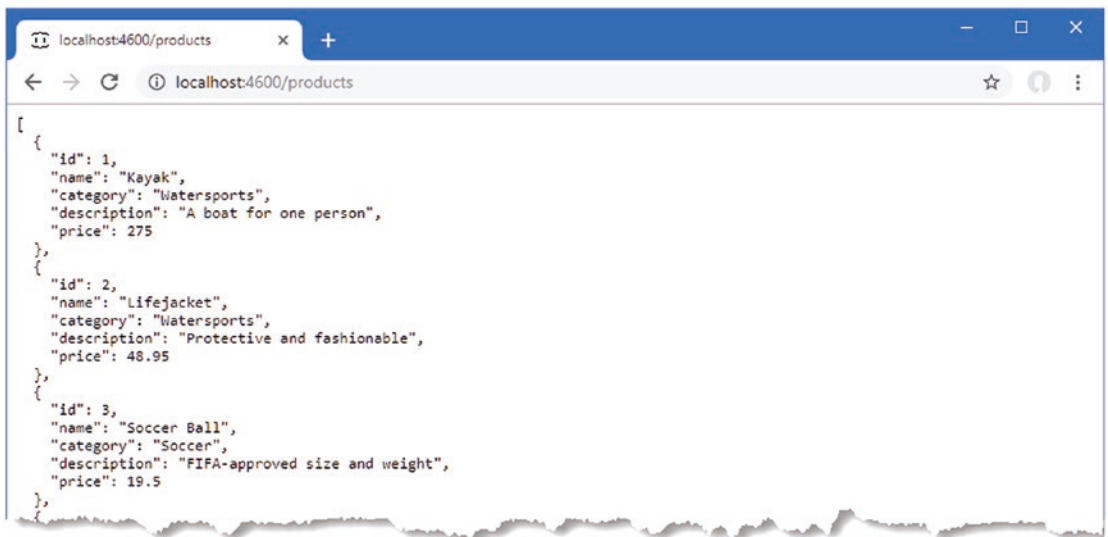 localhost:4600/products
localhost:4600/products
[
  {
    "id": 1,
    "name": "Kayak",
    "category": "Watersports",
    "description": "A boat for one person",
    "price": 275
  },
  {
    "id": 2,
    "name": "Lifejacket",
    "category": "Watersports",
    "description": "Protective and fashionable",
    "price": 48.95
  },
  {
    "id": 3,
    "name": "Soccer Ball",
    "category": "Soccer",
    "description": "FIFA-approved size and weight",
    "price": 19.5
  },
  {